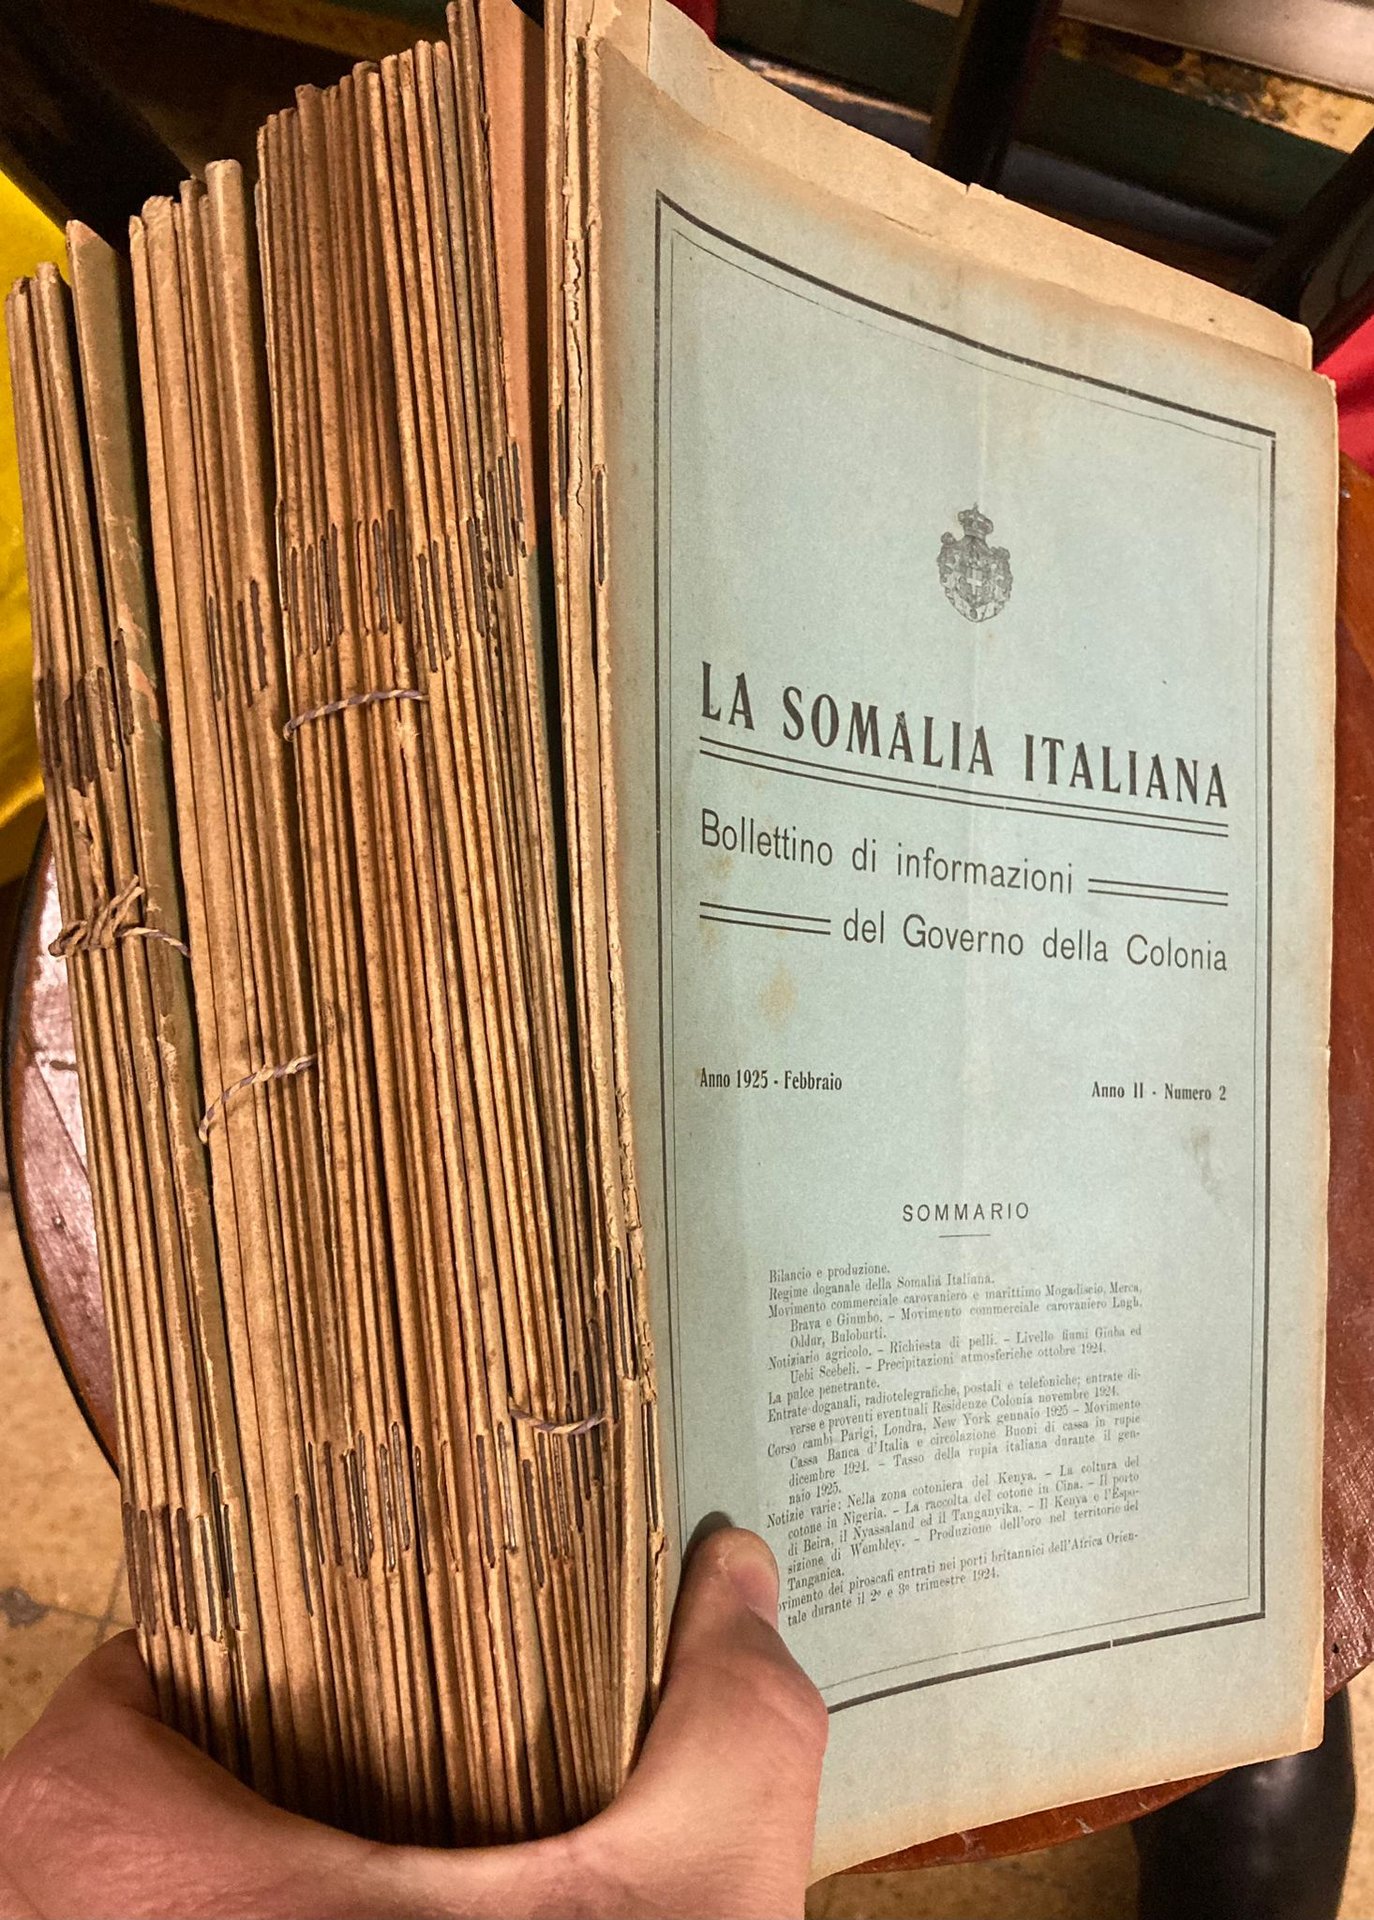 LA SOMALIA ITALIANA
Bollettino di informazioni
del Governo della Colonia
Anno 1925 - Febbraio
Anno II - Numero 2
SOMMARIO
Bilancio e produzione.
Regime doganale della Somalia Italiana.
Movimento commerciale carovaniero e marittimo Mogadiscio, Merca,
Brava e Giumbo. – Movimento commerciale carovaniero Lugh,
Oddur, Buloburti.
Notiziario agricolo. – Richiesta di pelli. – Livello fiumi Giuba ed
Uebi Scebeli. – Precipitazioni atmosferiche ottobre 1924.
La pulce penetrante.
Entrate doganali, radiotelegrafiche, postali e telefoniche; entrate di-
verse e proventi eventuali Residenze Colonia novembre 1924.
Corso cambi Parigi, Londra, New York gennaio 1925 – Movimento
Cassa Banca d'Italia e circolazione Buoni di cassa in rupie
dicembre 1924. – Tasso della rupia italiana durante il gen-
naio 1925.
Notizie varie: Nella zona cotoniera del Kenya. – La coltura del
cotone in Nigeria. – La raccolta del cotone in Cina. – Il porto
di Beira, il Nyassaland ed il Tanganyika. – Il Kenya e l'Espo-
sizione di Wembley. – Produzione dell'oro nel territorio del
Tanganica.
vimento dei piroscafi entrati nei porti britannici dell'Africa Orien-
tale durante il 2º e 3º trimestre 1924.